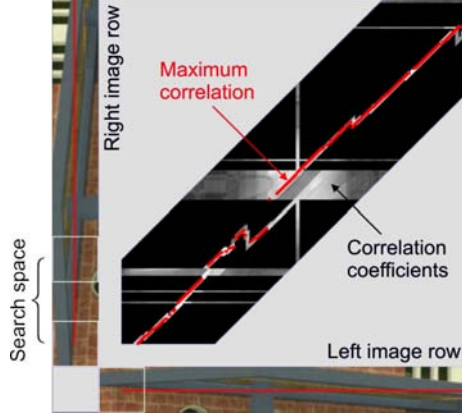 Right image row
Maximum
correlation
Correlation
coefficients
Search space
Left image row